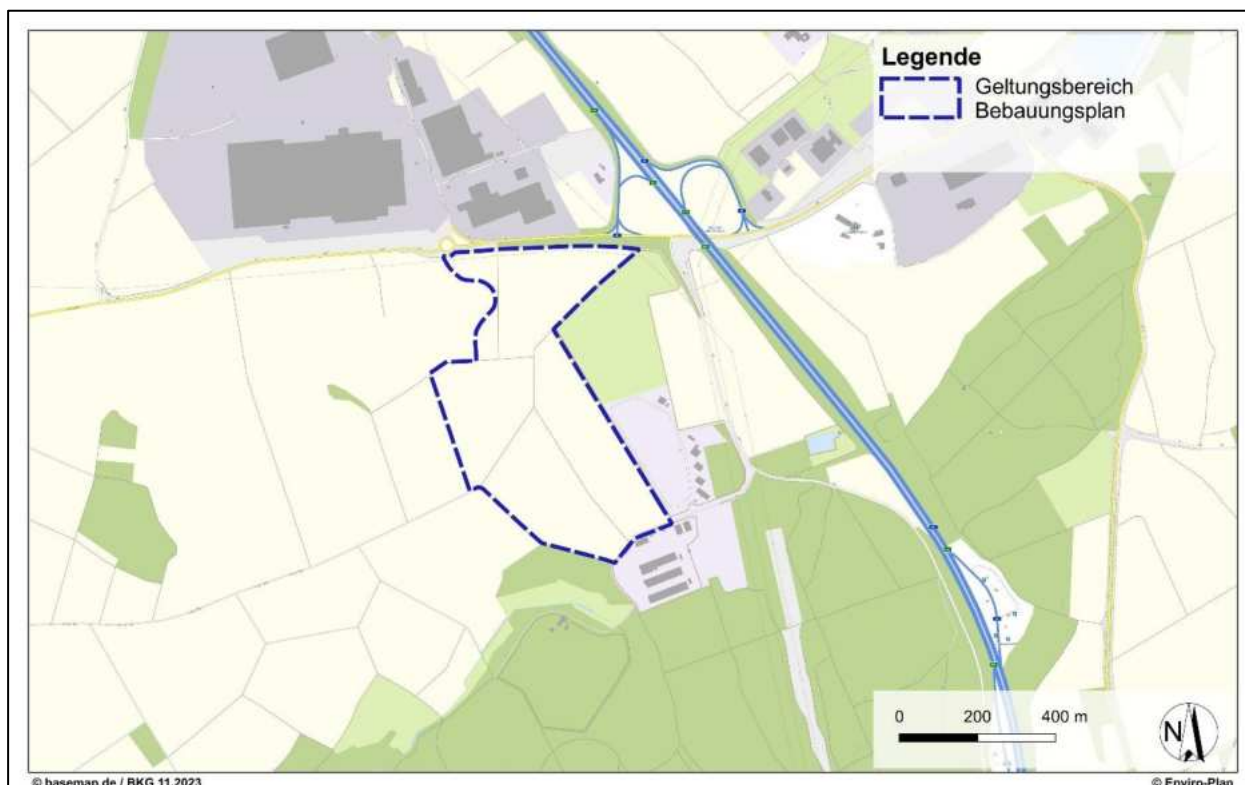 Legende
Geltungsbereich
Bebauungsplan
0 200 400 m
N
© basemap.de / BKG 11.2023
© Enviro-Plan